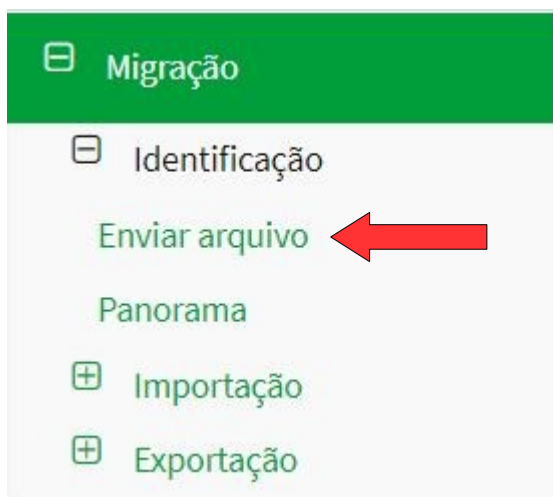 Migração
Identificação
Enviar arquivo
Panorama
Importação
Exportação